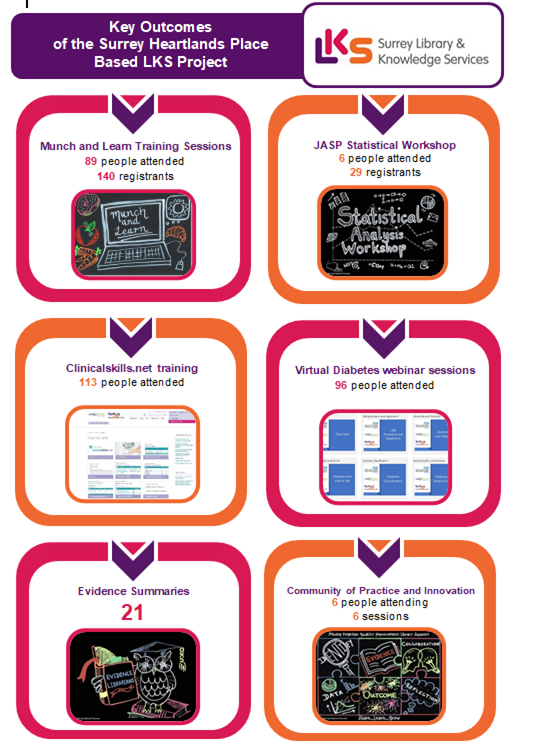 Key Outcomes
of the Surrey Heartlands Place
Based LKS Project
LKS
Surrey Library &
Knowledge Services
Munch and Learn Training Sessions
89 people attended
140 registrants
Munch
and
Learn
JASP Statistical Workshop
6 people attended
29 registrants
Statistical
Analysis
Workshop
Clinicalskills.net training
113 people attended
Virtual Diabetes webinar sessions
96 people attended
Evidence Summaries
21
EVIDENCE
LIBRARIANS
Community of Practice and Innovation
6 people attending
6 sessions
EVIDENCE
COLLABORATION
DATA
OUTCOME
REFLECTION